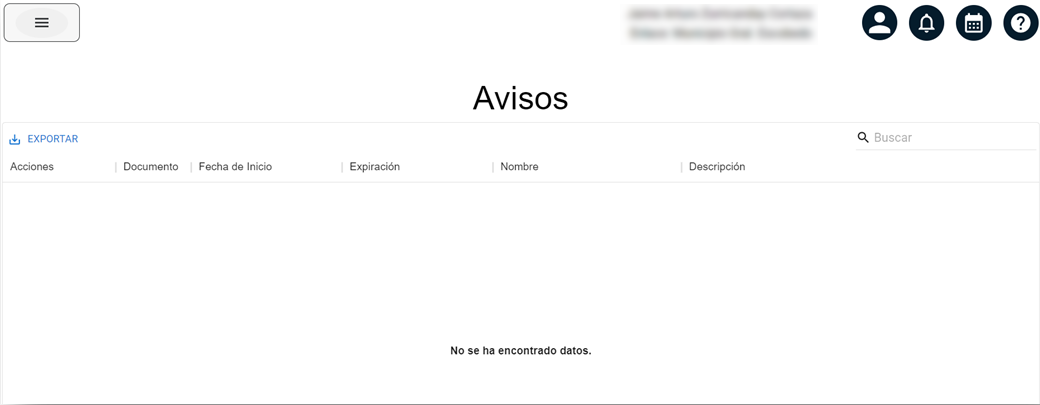 Avisos
EXPORTAR
Buscar
Acciones Documento Fecha de Inicio Expiración Nombre Descripción
No se ha encontrado datos.